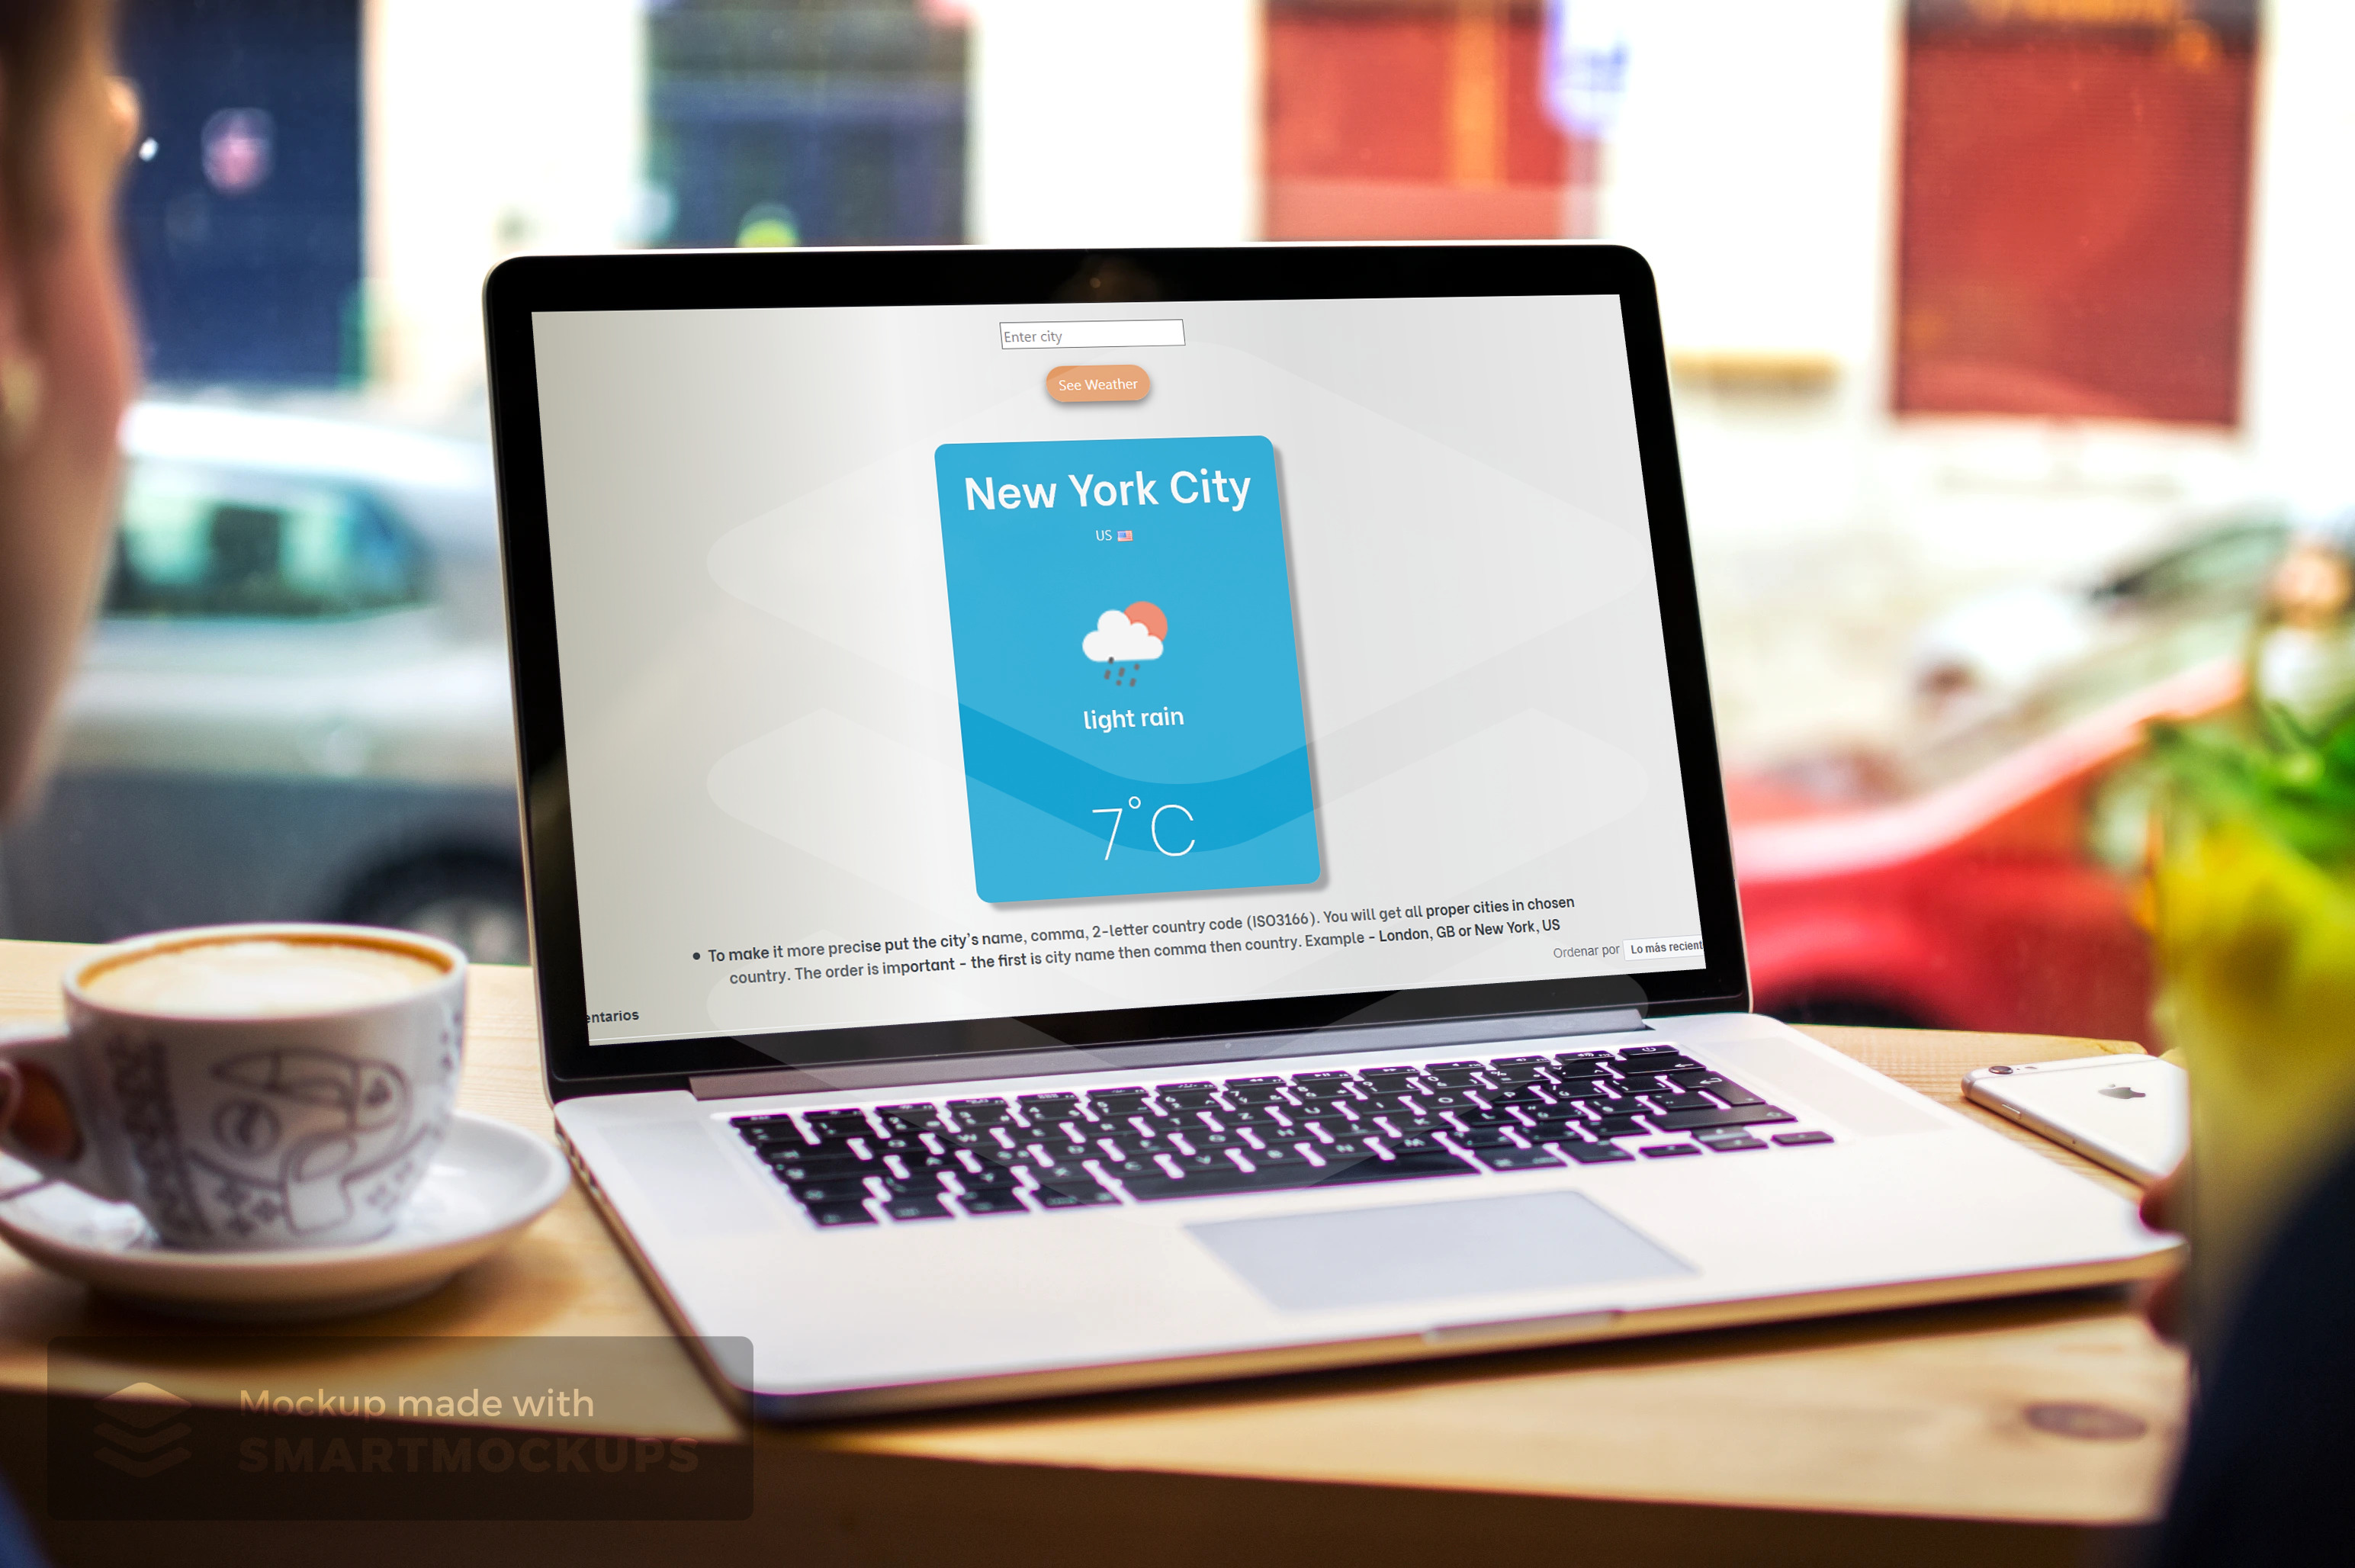 Enter city
See Weather
New York City
US
light rain
7°C
• To make it more precise put the city's name, comma, 2-letter country code (ISO3166). You will get all proper cities in chosen
country. The order is important - the first is city name then comma then country. Example - London, GB or New York, US
Ordenar por Lo más recient
entarios
Mockup made with
SMARTMOCKUPS